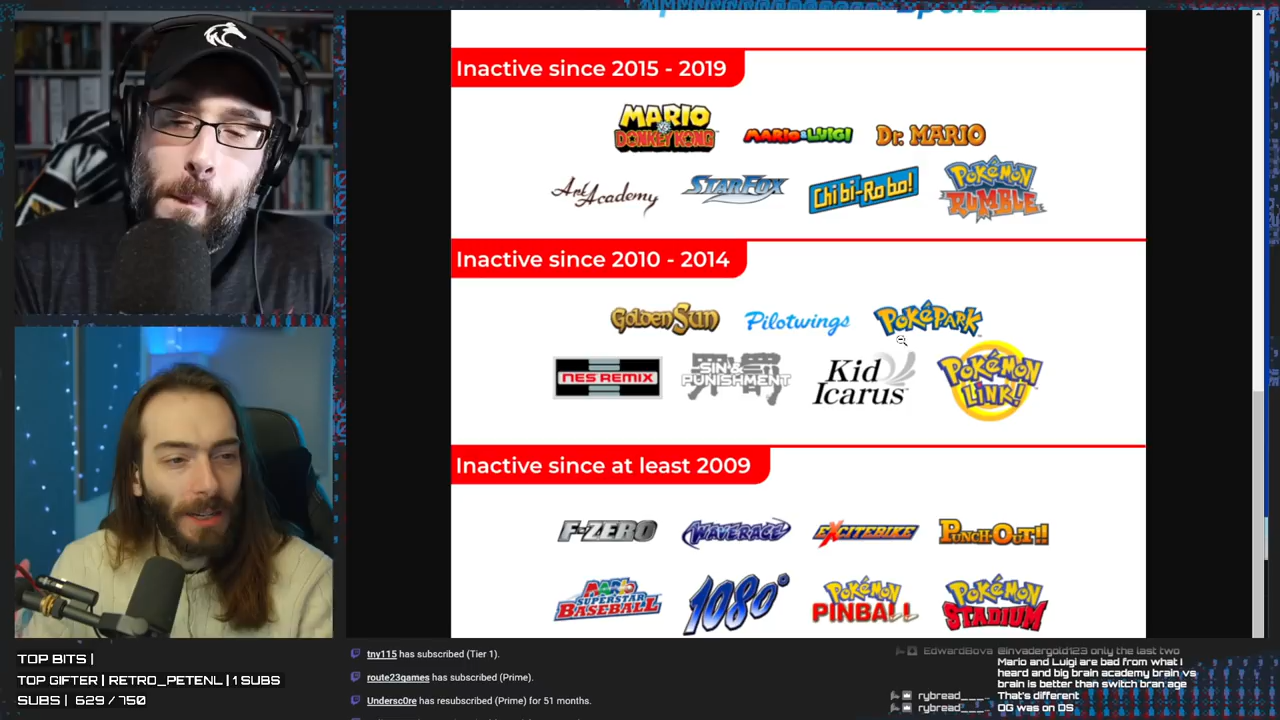 Sports
Inactive since 2015 - 2019
MARIO vs. DONKEY KONG
MARIO & LUIGI
Dr. MARIO
Art Academy
STARFOX
Chibi-Robo!
POKéMON RUMBLE
Inactive since 2010 - 2014
GOLDEN SUN
Pilotwings
POKéPARK
NES REMIX
SIN & PUNISHMENT
Kid Icarus
POKéMON LINK!
Inactive since at least 2009
F-ZERO
WAVERACE
EXCITEBIKE
PUNCH-OUT!!
MARIO SUPERSTAR BASEBALL
1080°
POKéMON PINBALL
POKéMON STADIUM
TOP BITS |
TOP GIFTER | RETRO_PETENL | 1 SUBS
SUBS | 629 / 750
tny115 has subscribed (Tier 1).
route23games has subscribed (Prime).
Undersc0re has resubscribed (Prime) for 51 months.
EdwardBova @invadergold123 only the last two
Mario and Luigi are bad from what I
heard and big brain academy brain vs
brain is better than switch bran age
rybread___- That's different
rybread___- OG was on DS